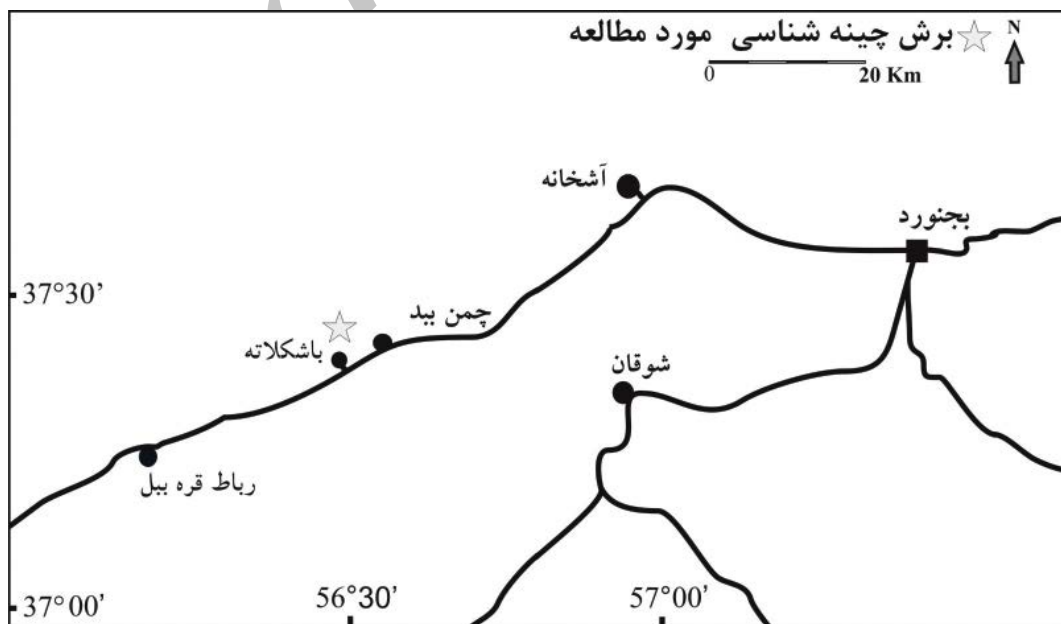 برش چینه شناسی مورد مطالعه
N
0 20 Km
آشخانه
بجنورد
37°30’
چمن بید
باشکلاته
شوقان
رباط قره بیل
37°00’
56°30’
57°00’